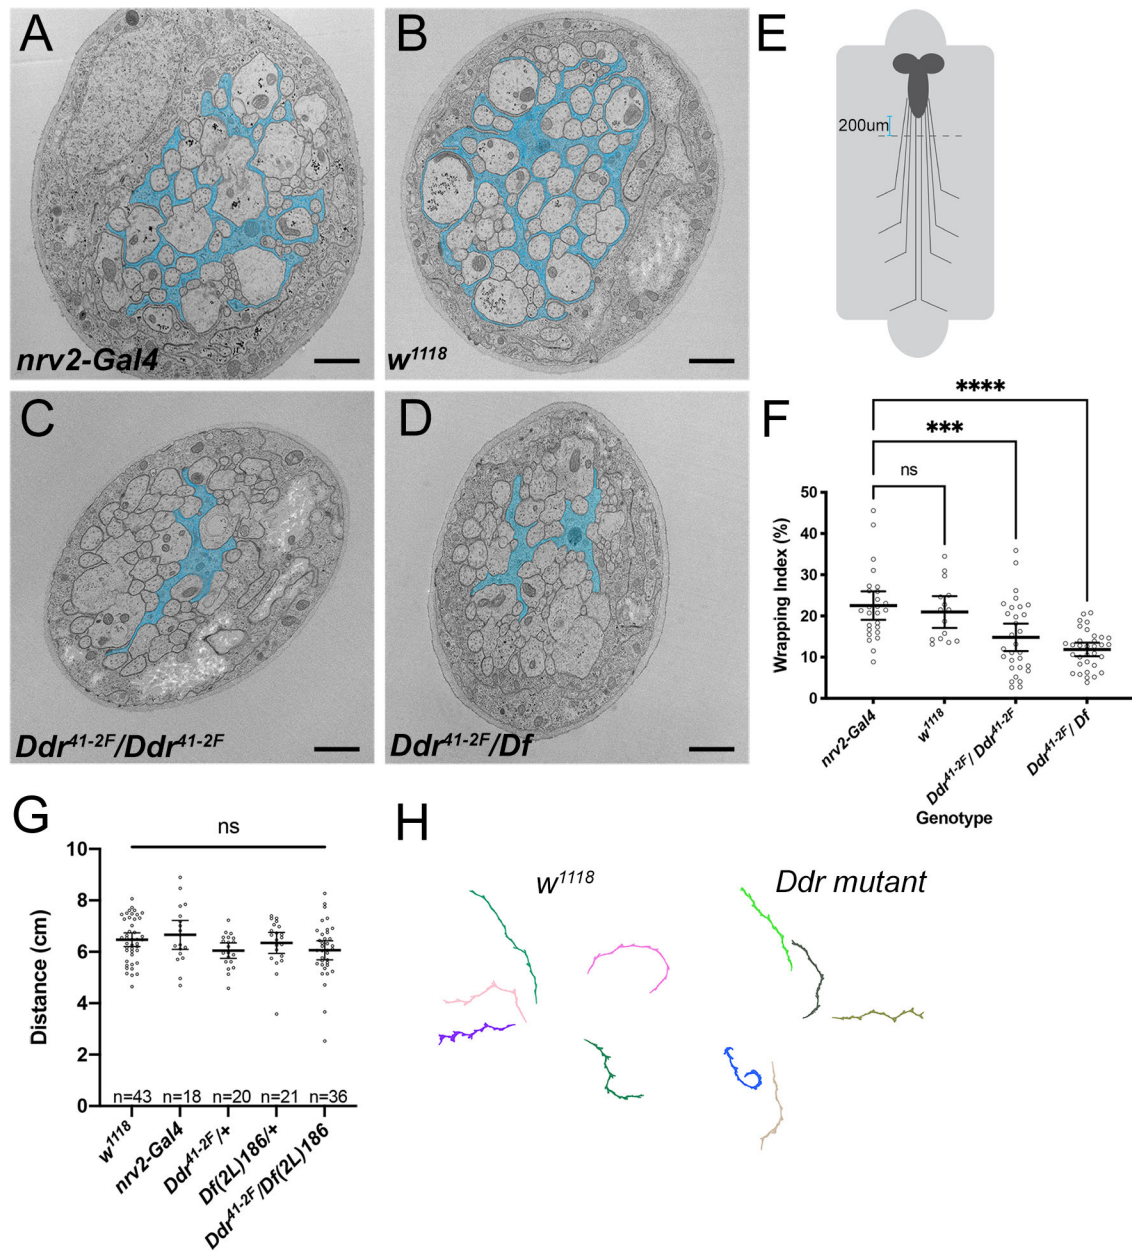 A
nrv2-Gal4
B
w1118
C
Ddr41-2F/Ddr41-2F
D
Ddr41-2F/Df
E
200um
F
****
***
ns
50
40
30
20
10
0
Wrapping Index (%)
nrv2-Gal4
w1118
Ddr41-2F/ Ddr41-2F
Ddr41-2F/ Df
Genotype
G
ns
10
8
6
4
2
0
Distance (cm)
n=43 n=18 n=20 n=21 n=36
w1118
nrv2-Gal4
Ddr41-2F/+
Df(2L)186/+
Ddr41-2F/Df(2L)186
H
w1118
Ddr mutant